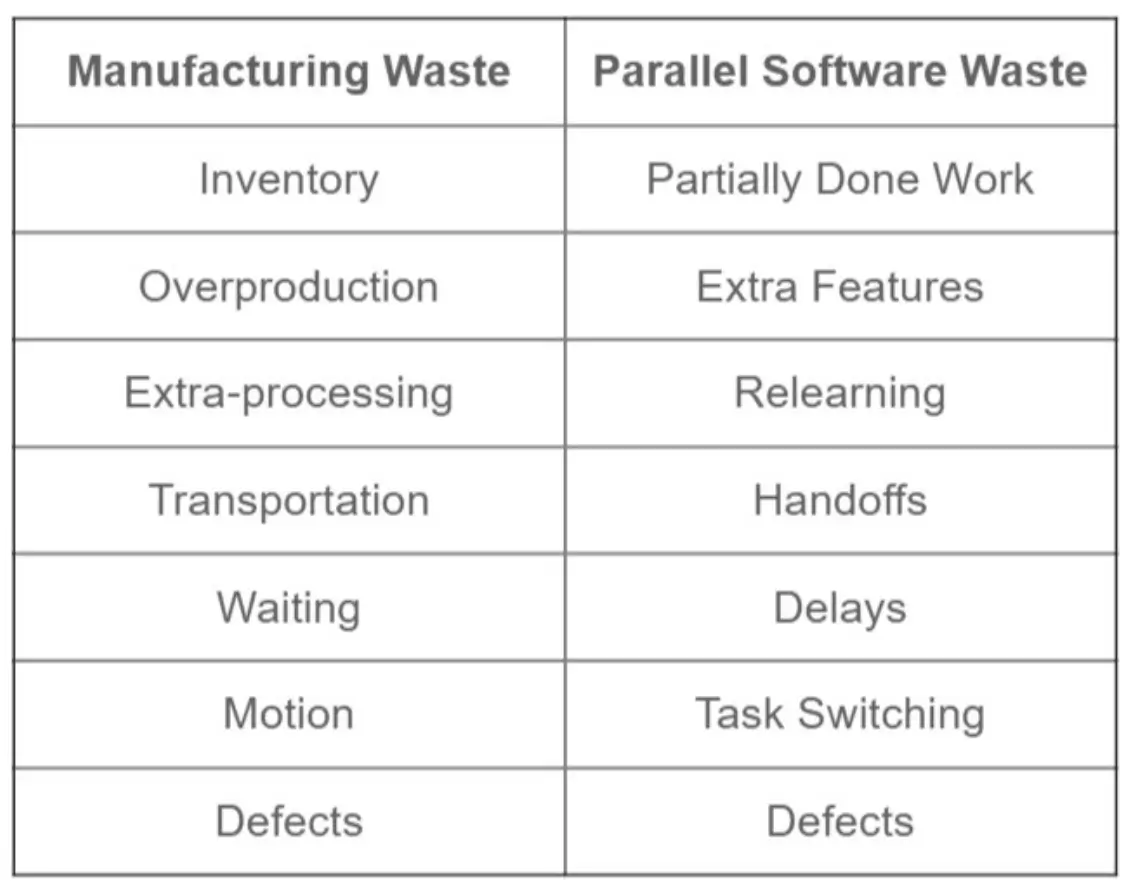 Manufacturing Waste Parallel Software Waste
Inventory Partially Done Work
Overproduction Extra Features
Extra-processing Relearning
Transportation Handoffs
Waiting Delays
Motion Task Switching
Defects Defects